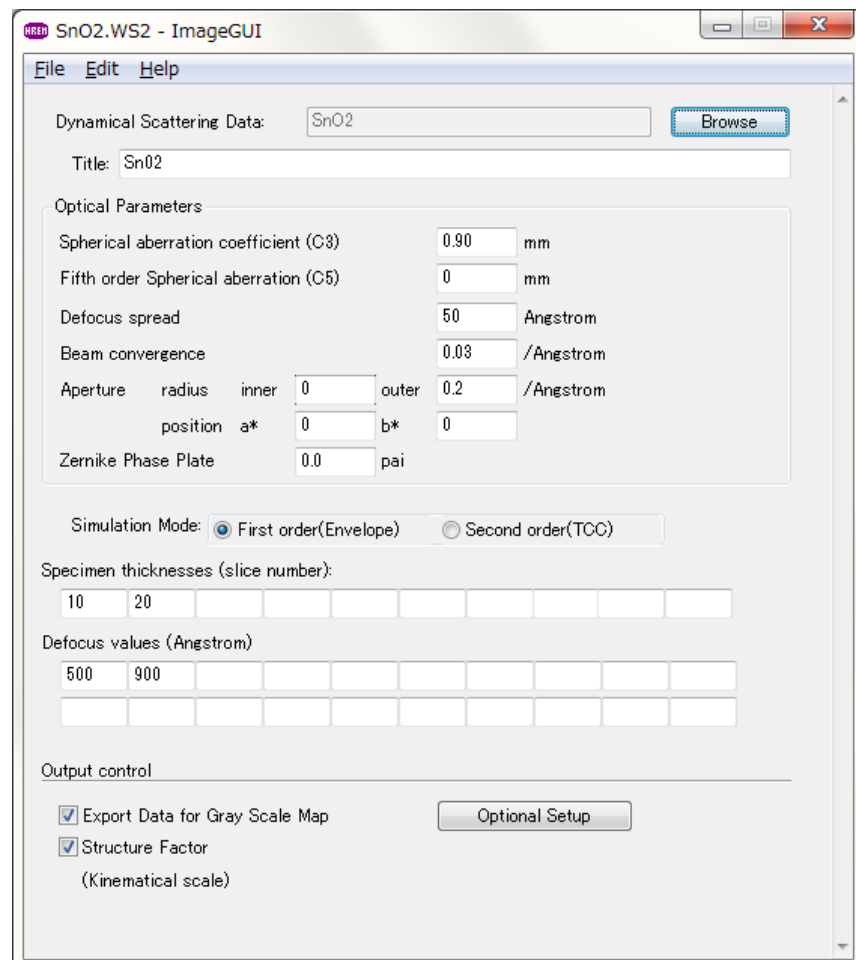 HREM SnO2.WS2 - ImageGUI
File Edit Help
Dynamical Scattering Data: SnO2 Browse
Title: Sn02
Optical Parameters
Spherical aberration coefficient (C3) 0.90 mm
Fifth order Spherical aberration (C5) 0 mm
Defocus spread 50 Angstrom
Beam convergence 0.03 /Angstrom
Aperture radius inner 0 outer 0.2 /Angstrom
position a* 0 b* 0
Zernike Phase Plate 0.0 pai
Simulation Mode: First order(Envelope) Second order(TCC)
Specimen thicknesses (slice number):
10 20
Defocus values (Angstrom)
500 900
Output control
Export Data for Gray Scale Map Optional Setup
Structure Factor
(Kinematical scale)